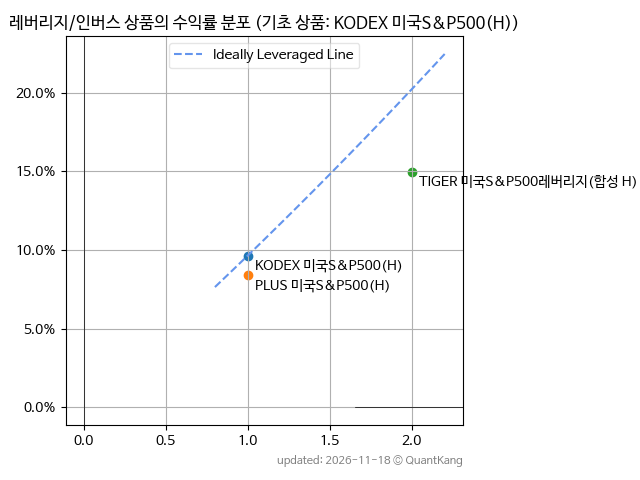 레버리지/인버스 상품의 수익률 분포 (기초 상품: KODEX 미국S&P500(H))
Ideally Leveraged Line
20.0%
15.0%
TIGER 미국S&P500레버리지(합성 H)
10.0%
KODEX 미국S&P500(H)
PLUS 미국S&P500(H)
5.0%
0.0%
0.0 0.5 1.0 1.5 2.0
updated: 2026-11-18 © QuantKang